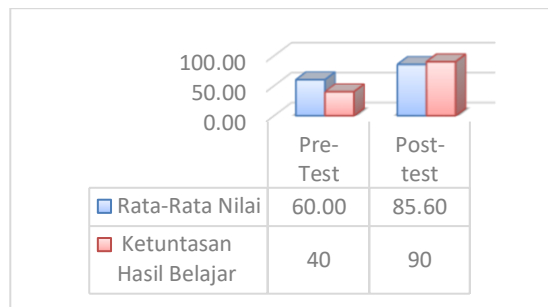 100.00
50.00
0.00
Pre-
Test
Post-
test
Rata-Rata Nilai 60.00 85.60
Ketuntasan
Hasil Belajar 40 90